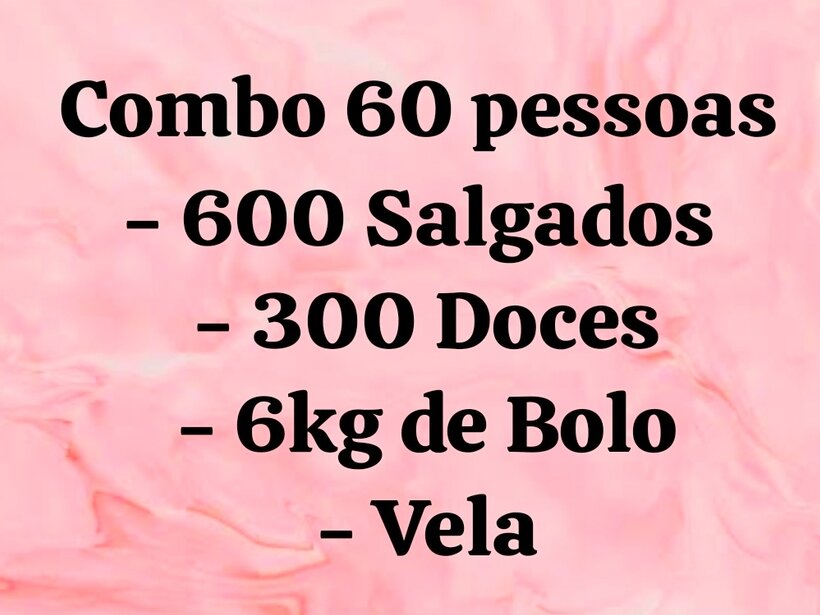 Combo 60 pessoas
- 600 Salgados
- 300 Doces
- 6kg de Bolo
- Vela